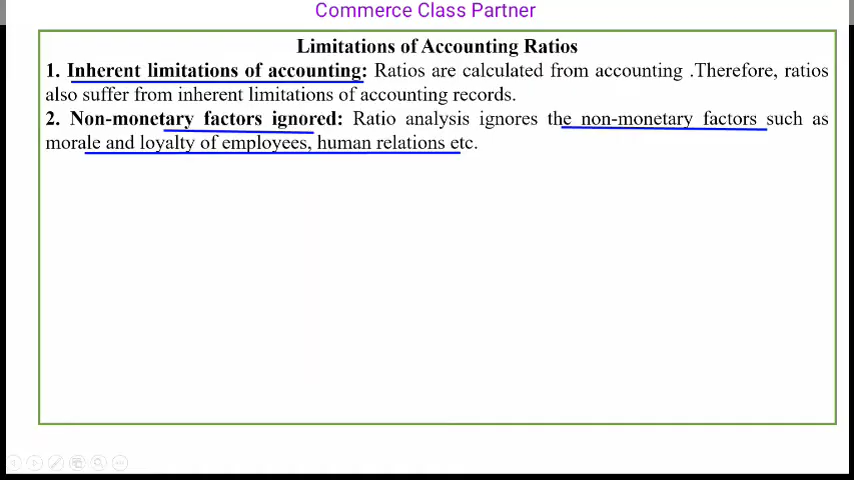 Commerce Class Partner
Limitations of Accounting Ratios
1. Inherent limitations of accounting: Ratios are calculated from accounting .Therefore, ratios
also suffer from inherent limitations of accounting records.
2. Non-monetary factors ignored: Ratio analysis ignores the non-monetary factors such as
morale and loyalty of employees, human relations etc.